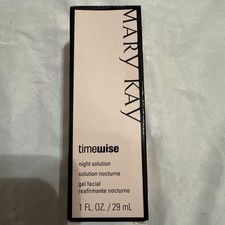 MARY KAY
timewise
night solution
solution nocturne
gel facial
reafirmante nocturno
1 FL. OZ. / 29 mL